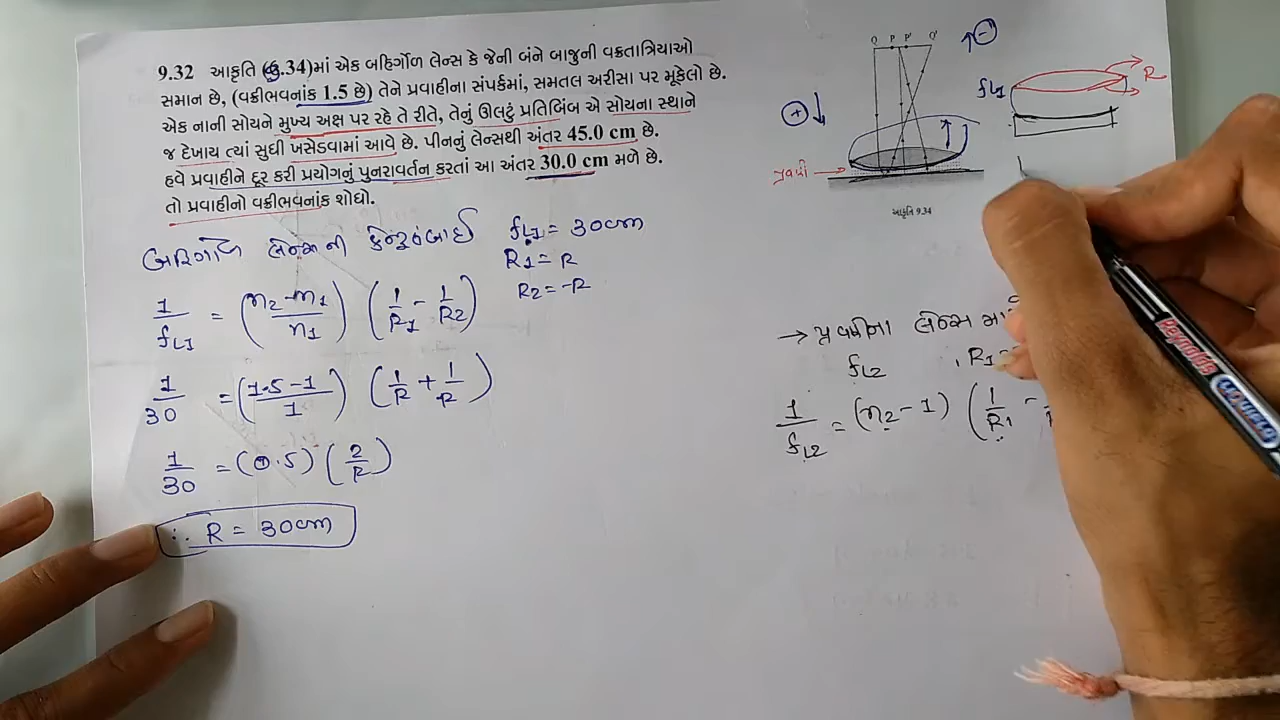 9.32 આકૃતિ (6.34)માં એક બહિર્ગોળ લેન્સ કે જેની બંને બાજુની વક્રતાત્રિજ્યાઓ
સમાન છે, (વક્રીભવનાંક 1.5 છે) તેને પ્રવાહીના સંપર્કમાં, સમતલ અરીસા પર મૂકેલો છે.
એક નાની સોયને મુખ્ય અક્ષ પર રહે તે રીતે, તેનું ઊલટું પ્રતિબિંબ એ સોયના સ્થાને
જ દેખાય ત્યાં સુધી ખસેડવામાં આવે છે. પીનનું લેન્સથી અંતર 45.0 cm છે.
હવે પ્રવાહીને દૂર કરી પ્રયોગનું પુનરાવર્તન કરતાં આ અંતર 30.0 cm મળે છે.
તો પ્રવાહીનો વક્રીભવનાંક શોધો.
Q P P' Q'
↑ -
+ ↓
પ્રવાહી
આકૃતિ 9.34
fL1
R
બહિર્ગોળ લેન્સ ની કેન્દ્રલંબાઈ fL1 = 30cm
R1 = R
R2 = -R
1/fL1 = (n2 - n1 / n1) (1/R1 - 1/R2)
1/30 = (1.5 - 1 / 1) (1/R + 1/R)
1/30 = (0.5) (2/R)
∴ R = 30cm
→ પ્રવાહીના લેન્સ
fL2 , R1 =
1/fL2 = (n2 - 1) (1/R1 -
Reynolds